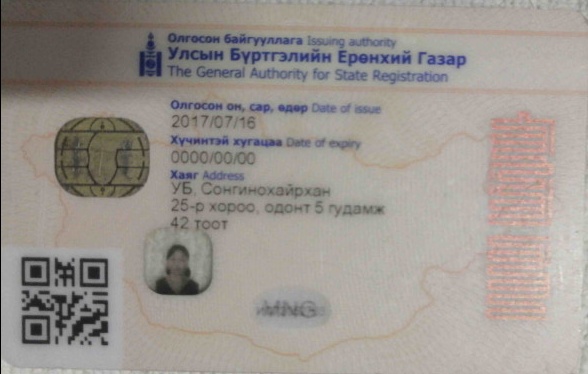 Олгосон байгууллага Issuing authority
Улсын Бүртгэлийн Ерөнхий Газар
The General Authority for State Registration
Олгосон он, сар, өдөр Date of issue
2017/07/16
Хүчинтэй хугацаа Date of expiry
0000/00/00
Хаяг Address
УБ, Сонгинохайрхан
25-р хороо, одонт 5 гудамж
42 тоот